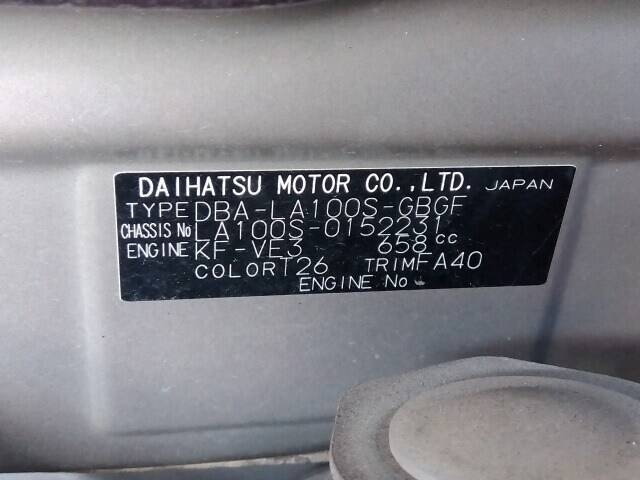 DAIHATSU MOTOR CO.,LTD. JAPAN
TYPE DBA-LA100S-GBGF
CHASSIS No LA100S-0152231
ENGINE KF-VE3 658 cc
COLOR T26 TRIM FA40
ENGINE No